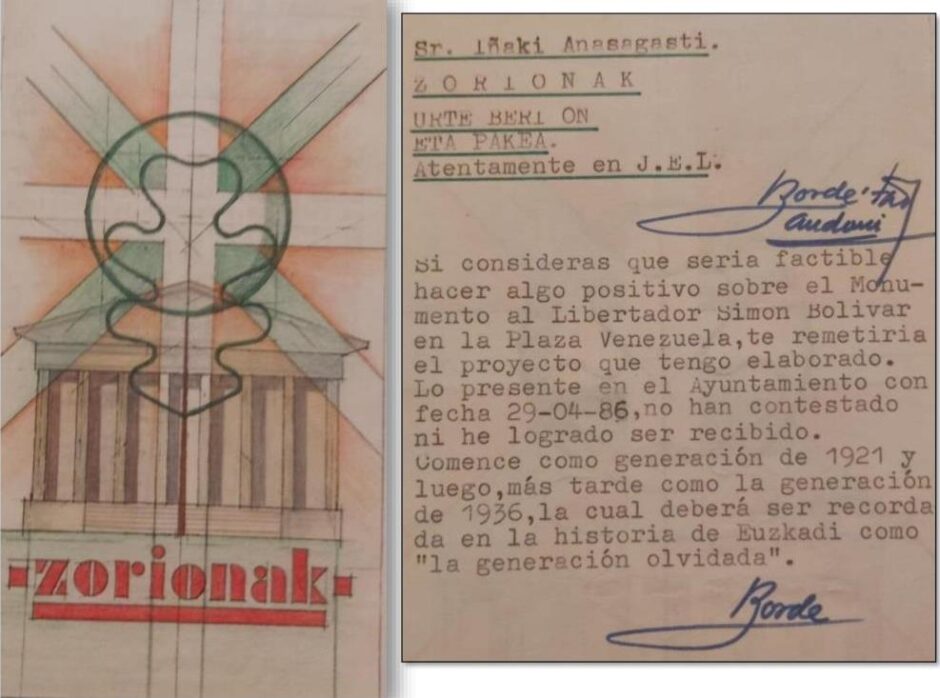 zorionak
Sr. Iñaki Anasagasti.
Z O R I O N A K
URTE BERI ON
ETA PAKEA.
Atentamente en J.E.L.
Borde'tar
Andoni
Si consideras que seria factible
hacer algo positivo sobre el Monu-
mento al Libertador Simon Bolivar
en la Plaza Venezuela,te remetiria
el proyecto que tengo elaborado.
Lo presente en el Ayuntamiento con
fecha 29-04-86,no han contestado
ni he logrado ser recibido.
Comence como generación de 1921 y
luego,más tarde como la generación
de 1936,la cual deberá ser recorda
da en la historia de Euzkadi como
"la generación olvidada".
Borde